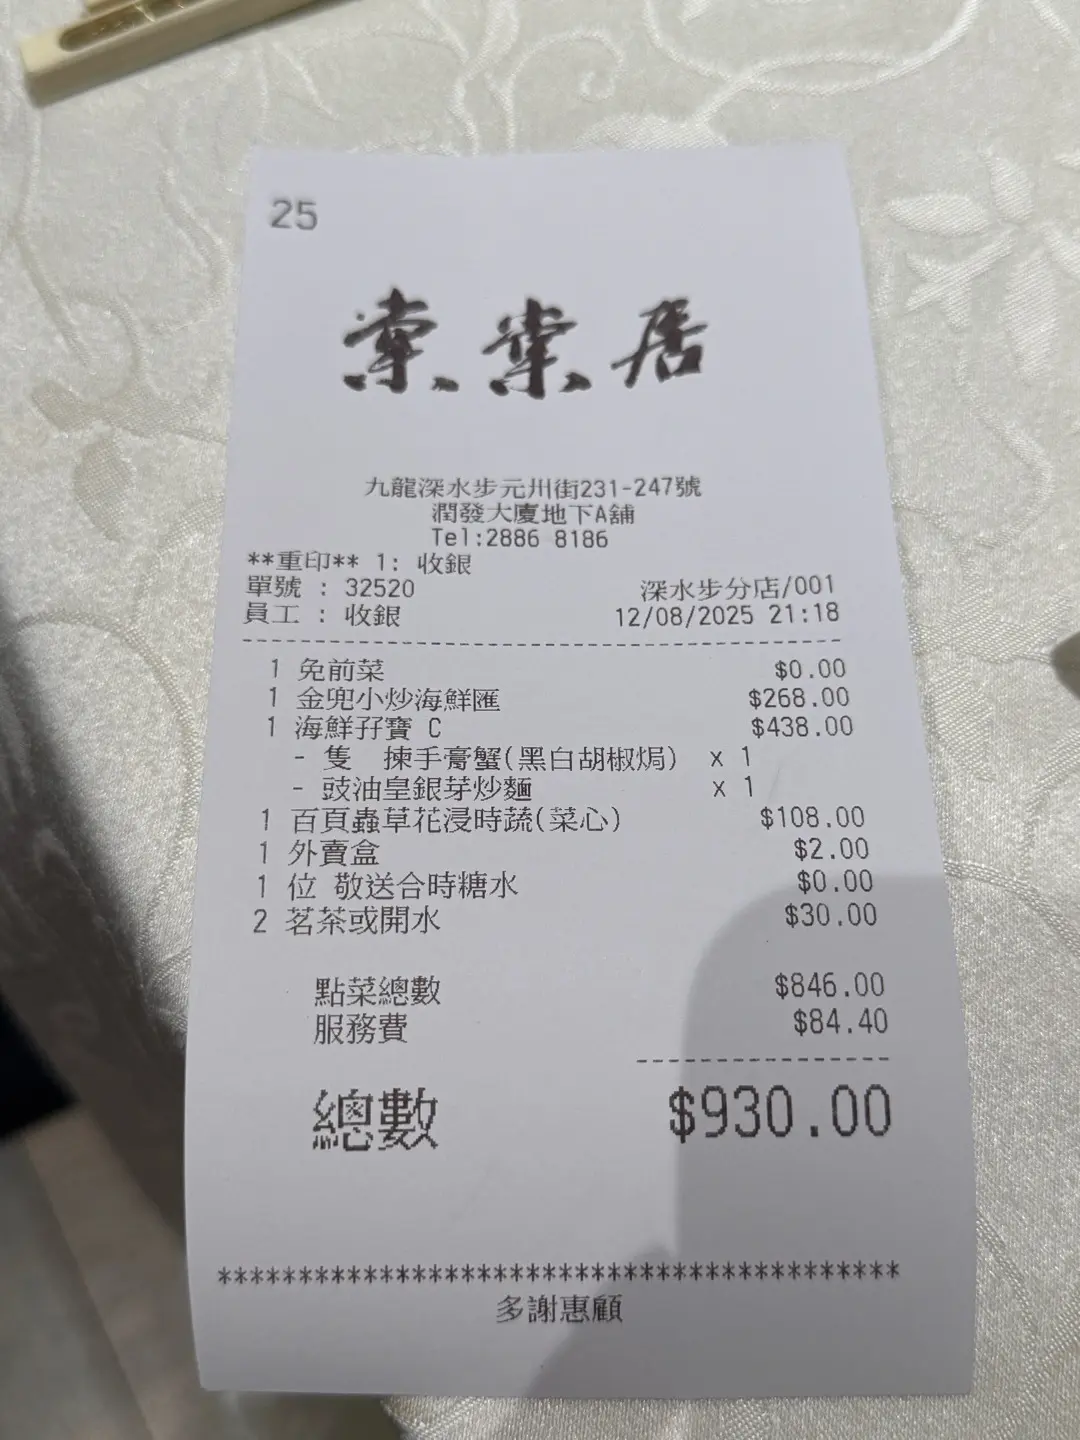 25
棠棠居
九龍深水步元州街231-247號
潤發大廈地下A舖
Tel:2886 8186
**重印** 1: 收銀
單號 : 32520 深水步分店/001
員工 : 收銀 12/08/2025 21:18
1 免前菜 $0.00
1 金兜小炒海鮮匯 $268.00
1 海鮮孖寶 C $438.00
- 隻 揀手膏蟹(黑白胡椒焗) x 1
- 豉油皇銀芽炒麵 x 1
1 百頁蟲草花浸時蔬(菜心) $108.00
1 外賣盒 $2.00
1 位 敬送合時糖水 $0.00
2 茗茶或開水 $30.00
點菜總數 $846.00
服務費 $84.40
總數 $930.00
*******************************************
多謝惠顧